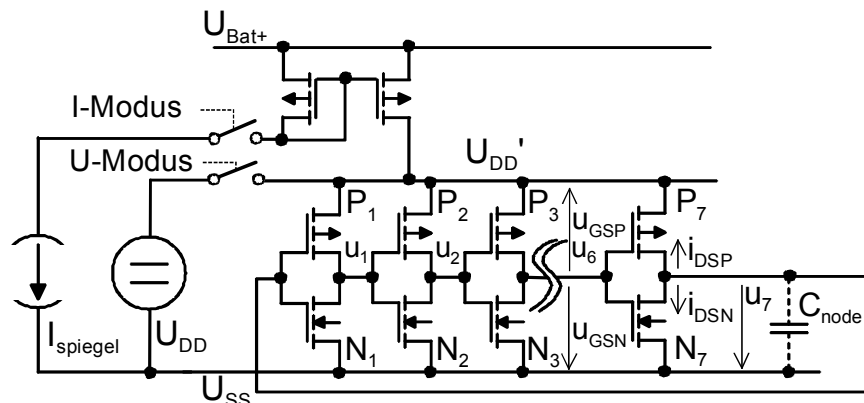 U_Bat+
I-Modus
U-Modus
U_DD'
P_1 P_2 P_3 P_7
u_GSP
u_1 u_2 u_6
i_DSP
u_7 C_node
i_DSN
u_GSN
I_spiegel U_DD
N_1 N_2 N_3 N_7
U_SS